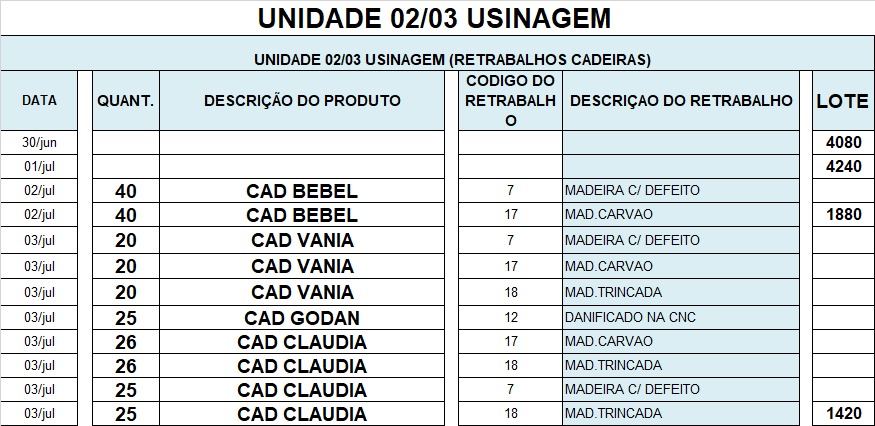 UNIDADE 02/03 USINAGEM
UNIDADE 02/03 USINAGEM (RETRABALHOS CADEIRAS)
DATA QUANT. DESCRIÇÃO DO PRODUTO CODIGO DO RETRABALH O DESCRIÇAO DO RETRABALHO LOTE
30/jun 4080
01/jul 4240
02/jul 40 CAD BEBEL 7 MADEIRA C/ DEFEITO
02/jul 40 CAD BEBEL 17 MAD.CARVAO 1880
03/jul 20 CAD VANIA 7 MADEIRA C/ DEFEITO
03/jul 20 CAD VANIA 17 MAD.CARVAO
03/jul 20 CAD VANIA 18 MAD.TRINCADA
03/jul 25 CAD GODAN 12 DANIFICADO NA CNC
03/jul 26 CAD CLAUDIA 17 MAD.CARVAO
03/jul 26 CAD CLAUDIA 18 MAD.TRINCADA
03/jul 25 CAD CLAUDIA 7 MADEIRA C/ DEFEITO
03/jul 25 CAD CLAUDIA 18 MAD.TRINCADA 1420